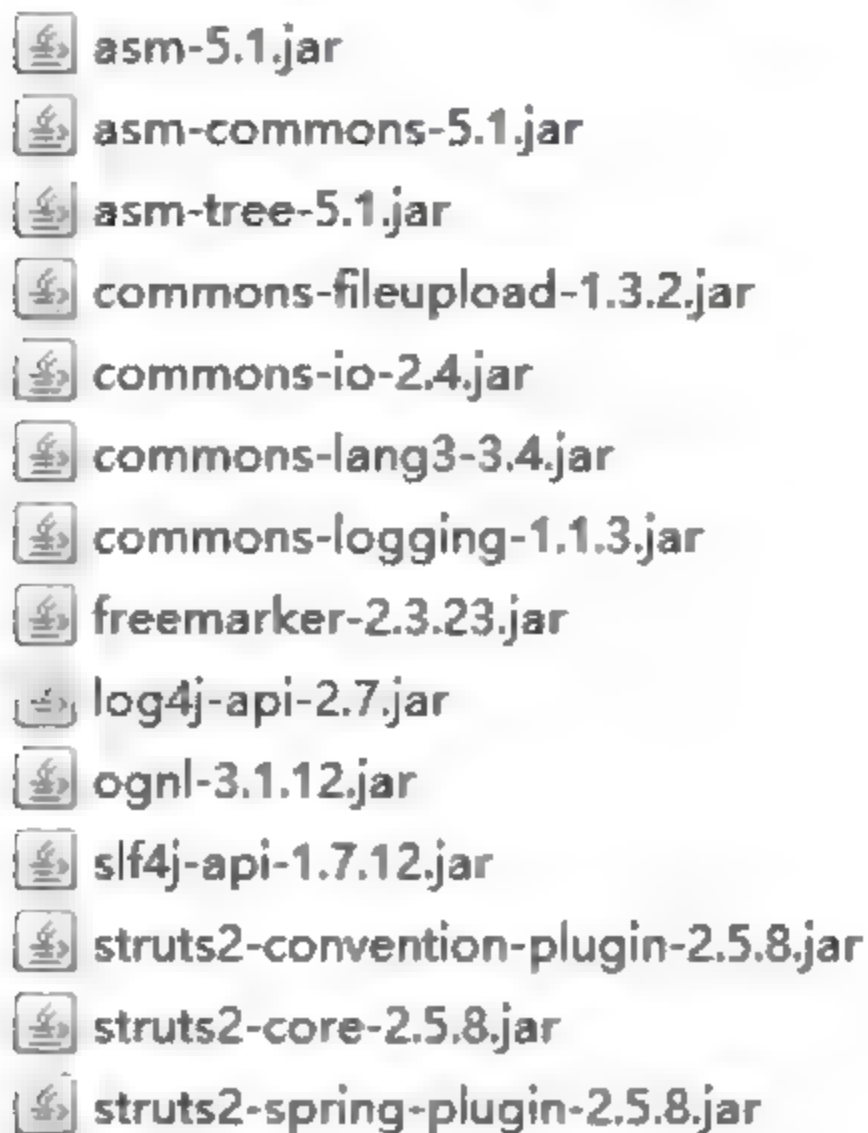 asm-5.1.jar
asm-commons-5.1.jar
asm-tree-5.1.jar
commons-fileupload-1.3.2.jar
commons-io-2.4.jar
commons-lang3-3.4.jar
commons-logging-1.1.3.jar
freemarker-2.3.23.jar
log4j-api-2.7.jar
ognl-3.1.12.jar
slf4j-api-1.7.12.jar
struts2-convention-plugin-2.5.8.jar
struts2-core-2.5.8.jar
struts2-spring-plugin-2.5.8.jar